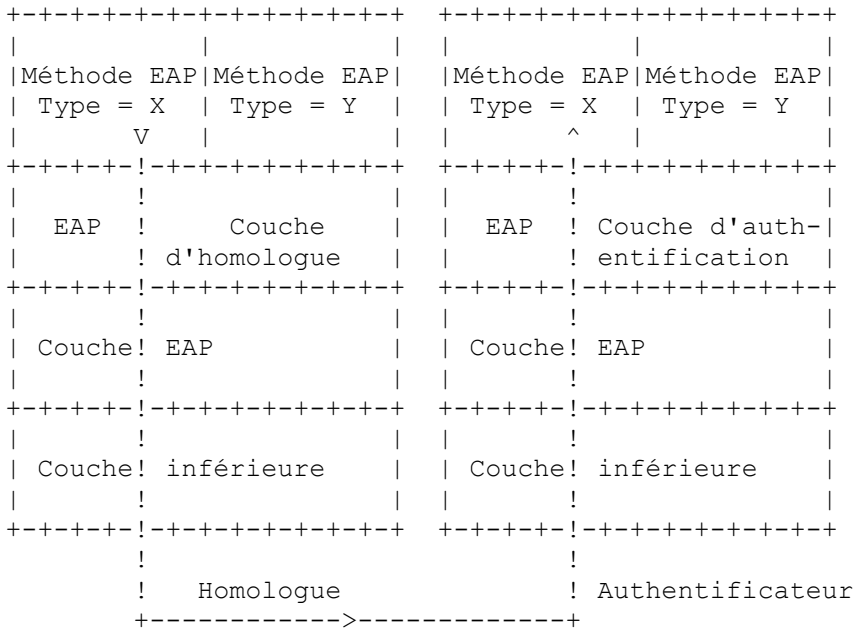 +-+-+-+-+-+-+-+-+-+-+-+-+  +-+-+-+-+-+-+-+-+-+-+-+-+
|           |           |  |           |           |
|Méthode EAP|Méthode EAP|  |Méthode EAP|Méthode EAP|
| Type = X  | Type = Y  |  | Type = X  | Type = Y  |
|       V   |           |  |       ^   |           |
+-+-+-+-!-+-+-+-+-+-+-+-+  +-+-+-+-!-+-+-+-+-+-+-+-+
|       !               |  |       !               |
|  EAP  !     Couche    |  |  EAP  ! Couche d'auth-|
|       ! d'homologue   |  |       ! entification  |
+-+-+-+-!-+-+-+-+-+-+-+-+  +-+-+-+-!-+-+-+-+-+-+-+-+
|       !               |  |       !               |
| Couche! EAP           |  | Couche! EAP           |
|       !               |  |       !               |
+-+-+-+-!-+-+-+-+-+-+-+-+  +-+-+-+-!-+-+-+-+-+-+-+-+
|       !               |  |       !               |
| Couche! inférieure    |  | Couche! inférieure    |
|       !               |  |       !               |
+-+-+-+-!-+-+-+-+-+-+-+-+  +-+-+-+-!-+-+-+-+-+-+-+-+
        !                          !
        !   Homologue              ! Authentificateur
        +------------>-------------+